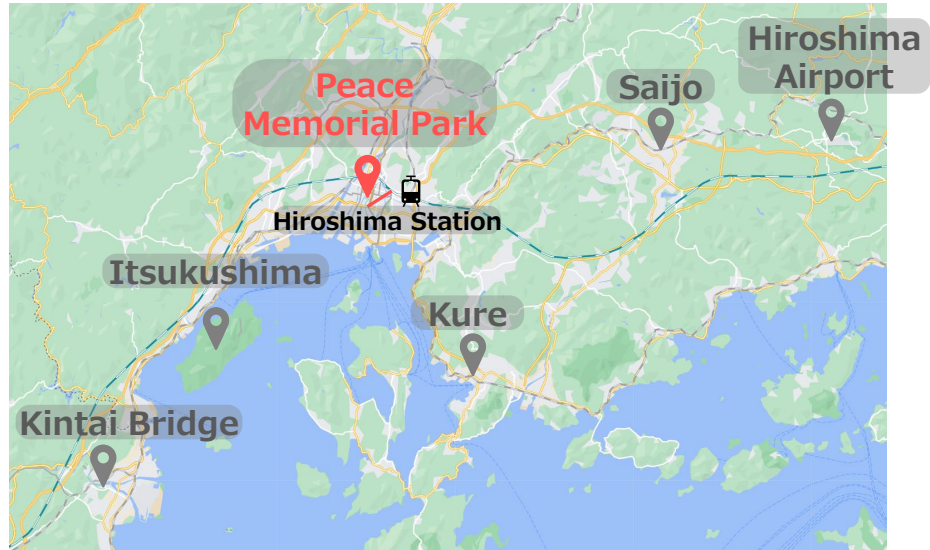 Hiroshima
Airport
Peace
Memorial Park
Saijo
Hiroshima Station
Itsukushima
Kure
Kintai Bridge